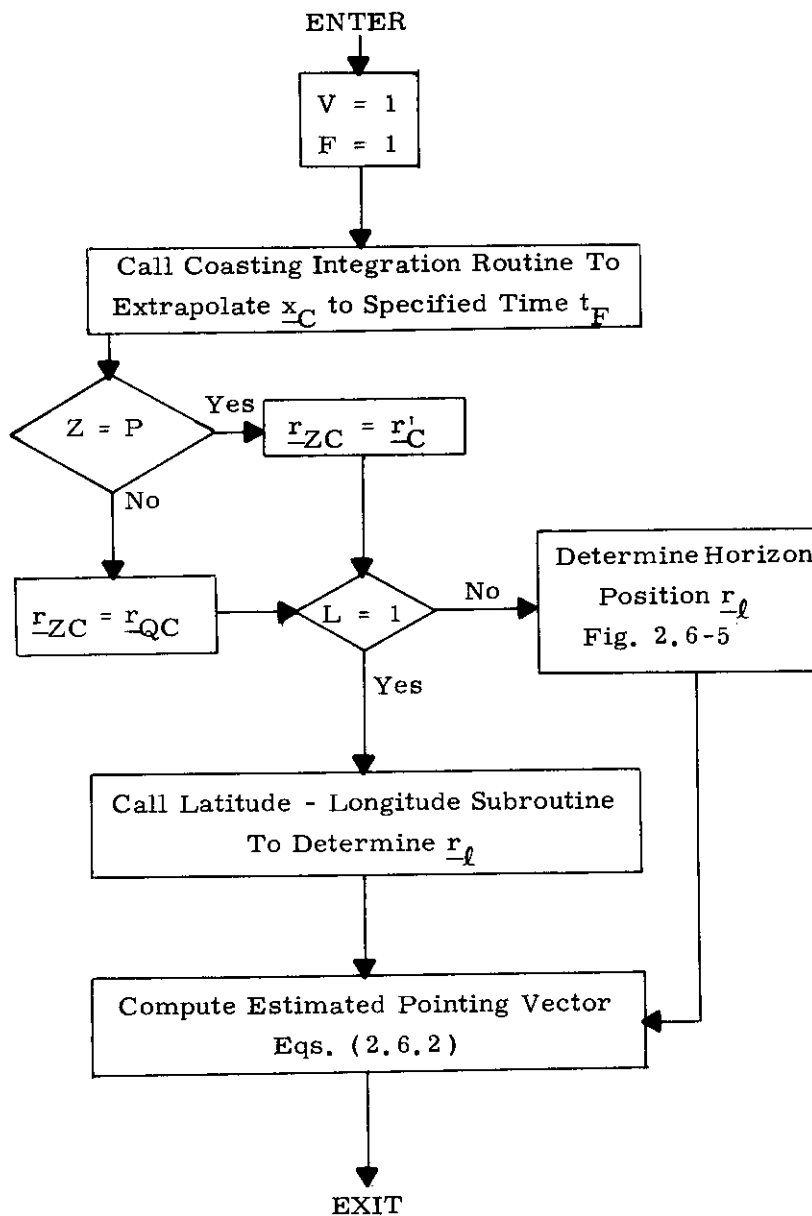 ENTER
V = 1
F = 1
Call Coasting Integration Routine To
Extrapolate x_C to Specified Time t_F
Z = P
Yes
r_ZC = r'_C
No
r_ZC = r_QC
L = 1
No
Determine Horizon
Position r_ℓ
Fig. 2.6-5
Yes
Call Latitude - Longitude Subroutine
To Determine r_ℓ
Compute Estimated Pointing Vector
Eqs. (2.6.2)
EXIT